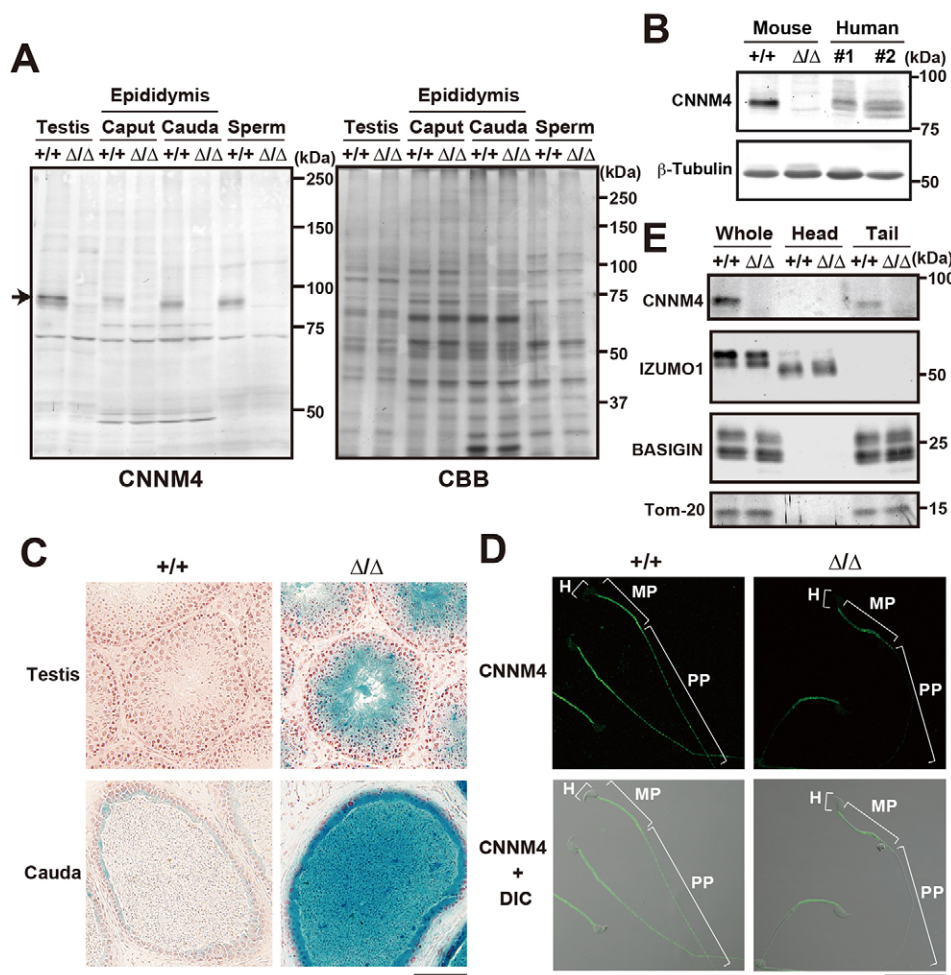 A
Epididymis
Testis Caput Cauda Sperm
+/+ Δ/Δ +/+ Δ/Δ +/+ Δ/Δ +/+ Δ/Δ
(kDa)
250
150
100
75
50
CNNM4
Epididymis
Testis Caput Cauda Sperm
+/+ Δ/Δ +/+ Δ/Δ +/+ Δ/Δ +/+ Δ/Δ
(kDa)
250
150
100
75
50
37
CBB
B
Mouse Human
+/+ Δ/Δ #1 #2 (kDa)
100
CNNM4
75
β-Tubulin
50
E
Whole Head Tail
+/+ Δ/Δ +/+ Δ/Δ +/+ Δ/Δ (kDa)
100
CNNM4
IZUMO1
50
BASIGIN
25
Tom-20
15
C
+/+ Δ/Δ
Testis
Cauda
D
+/+ Δ/Δ
CNNM4
H MP PP
H MP PP
CNNM4
+
DIC
H MP PP
H MP PP